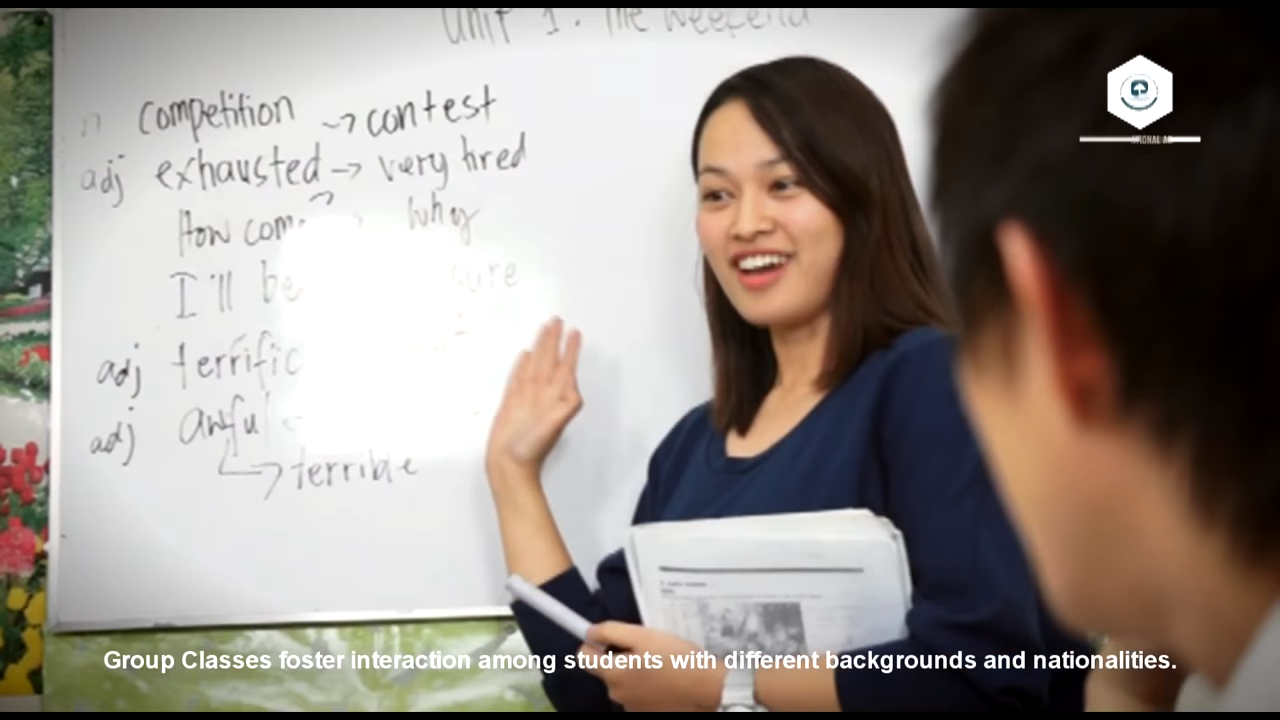 Unit 1. The Weekend
competition → contest
adj exhausted → very tired
How come why
I'll be sure
adj terrific
adj awful
→ terrible
Group Classes foster interaction among students with different backgrounds and nationalities.